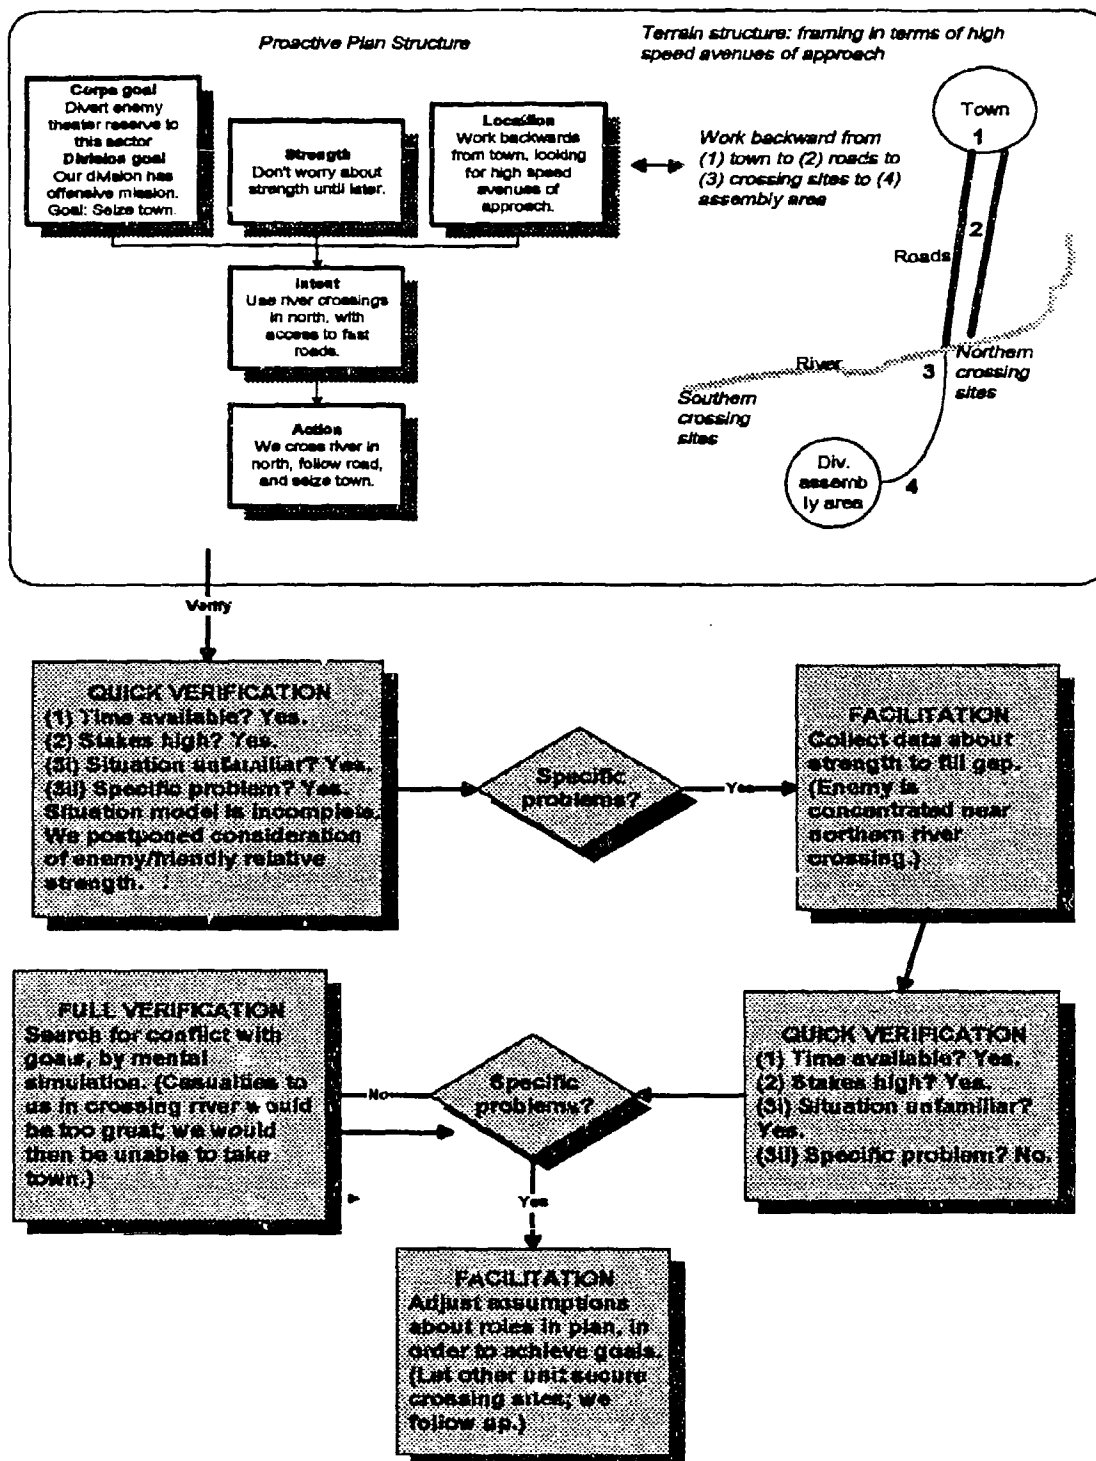 Proactive Plan Structure
Terrain structure: framing in terms of high
speed avenues of approach
Corps goal
Divert enemy
theater reserve to
this sector
Division goal
Our division has
offensive mission.
Goal: Seize town.
Strength
Don't worry about
strength until later.
Location
Work backwards
from town, looking
for high speed
avenues of
approach.
Work backward from
(1) town to (2) roads to
(3) crossing sites to (4)
assembly area
Town
1
2
Roads
River
3
Northern
crossing
sites
Southern
crossing
sites
Div.
assemb
ly area
4
Intent
Use river crossings
in north, with
access to fast
roads.
Action
We cross river in
north, follow road,
and seize town.
Verify
QUICK VERIFICATION
(1) Time available? Yes.
(2) Stakes high? Yes.
(3i) Situation unfamiliar? Yes.
(3ii) Specific problem? Yes.
Situation model is incomplete.
We postponed consideration
of enemy/friendly relative
strength.
Specific
problems?
Yes
FACILITATION
Collect data about
strength to fill gap.
(Enemy is
concentrated near
northern river
crossing.)
QUICK VERIFICATION
(1) Time available? Yes.
(2) Stakes high? Yes.
(3i) Situation unfamiliar?
Yes.
(3ii) Specific problem? No.
Specific
problems?
No
FULL VERIFICATION
Search for conflict with
goals, by mental
simulation. (Casualties to
us in crossing river would
be too great; we would
then be unable to take
town.)
Yes
FACILITATION
Adjust assumptions
about roles in plan, in
order to achieve goals.
(Let other unit secure
crossing sites; we
follow up.)